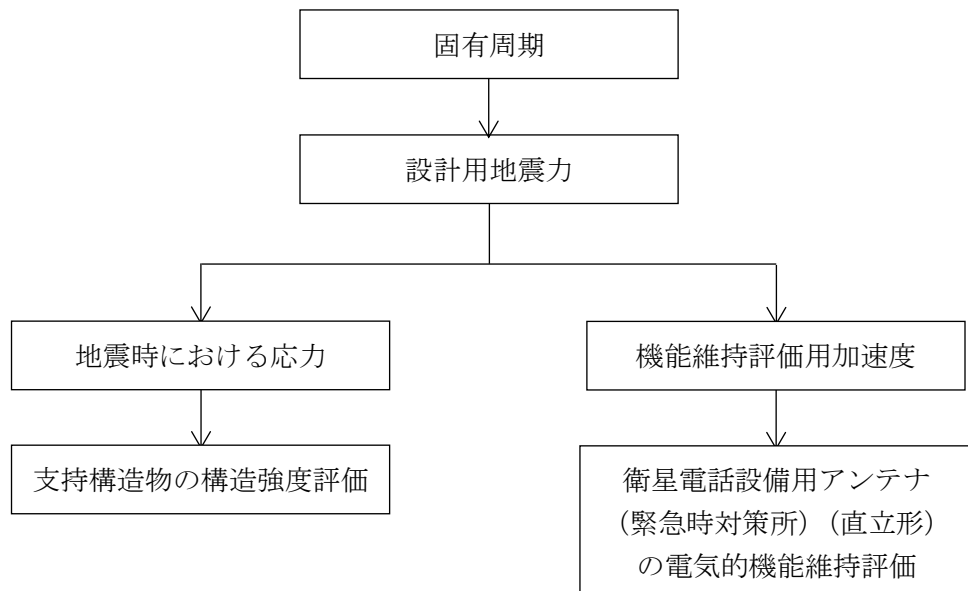 固有周期
設計用地震力
地震時における応力
機能維持評価用加速度
支持構造物の構造強度評価
衛星電話設備用アンテナ
（緊急時対策所）（直立形）
の電気的機能維持評価